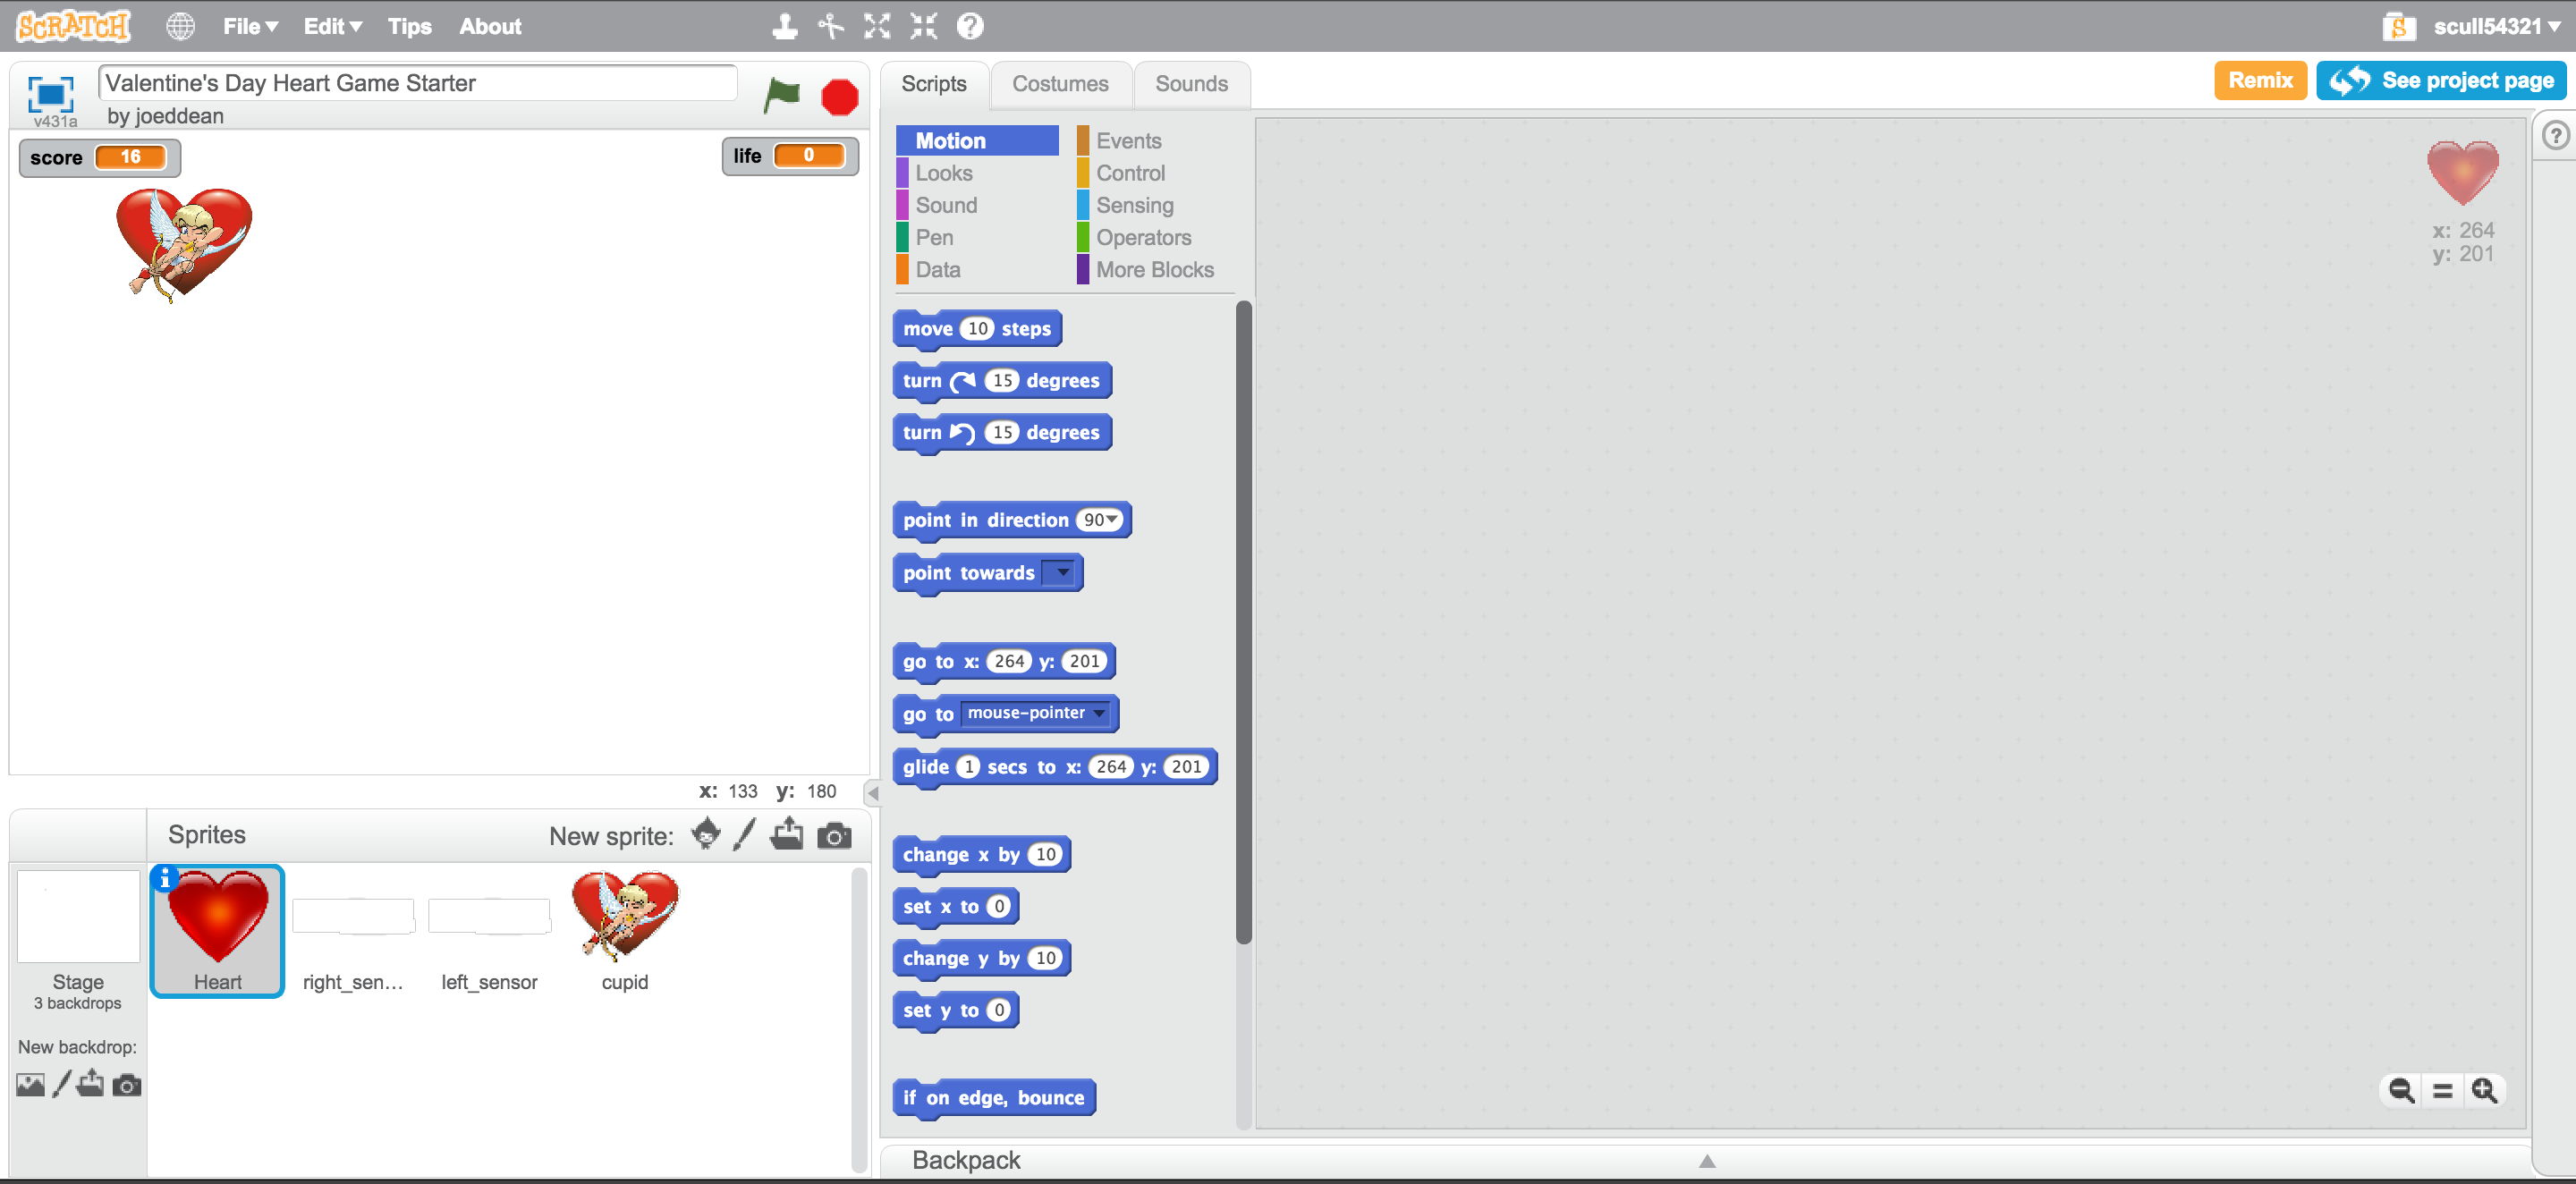 SCRATCH File Edit Tips About scull54321
Valentine's Day Heart Game Starter
v431a by joeddean
Scripts Costumes Sounds Remix See project page
score 16 life 0
Motion Events
Looks Control
Sound Sensing
Pen Operators
Data More Blocks
x: 264
y: 201
move 10 steps
turn 15 degrees
turn 15 degrees
point in direction 90
point towards
go to x: 264 y: 201
go to mouse-pointer
glide 1 secs to x: 264 y: 201
change x by 10
set x to 0
change y by 10
set y to 0
if on edge, bounce
x: 133 y: 180
Sprites New sprite:
Stage
3 backdrops
New backdrop:
Heart right_sen... left_sensor cupid
Backpack